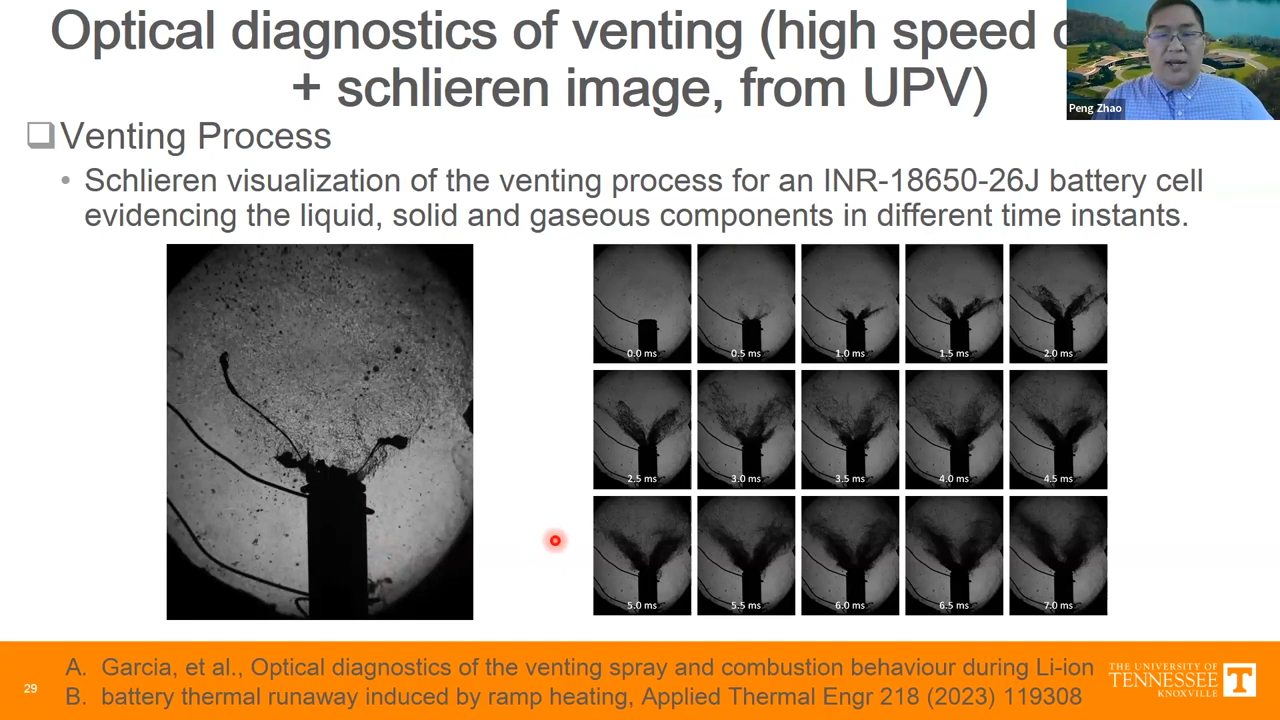 Optical diagnostics of venting (high speed
+ schlieren image, from UPV)
Peng Zhao
Venting Process
• Schlieren visualization of the venting process for an INR-18650-26J battery cell
evidencing the liquid, solid and gaseous components in different time instants.
0.0 ms 0.5 ms 1.0 ms 1.5 ms 2.0 ms
2.5 ms 3.0 ms 3.5 ms 4.0 ms 4.5 ms
5.0 ms 5.5 ms 6.0 ms 6.5 ms 7.0 ms
29
A. Garcia, et al., Optical diagnostics of the venting spray and combustion behaviour during Li-ion
B. battery thermal runaway induced by ramp heating, Applied Thermal Engr 218 (2023) 119308
THE UNIVERSITY OF
TENNESSEE
KNOXVILLE
T